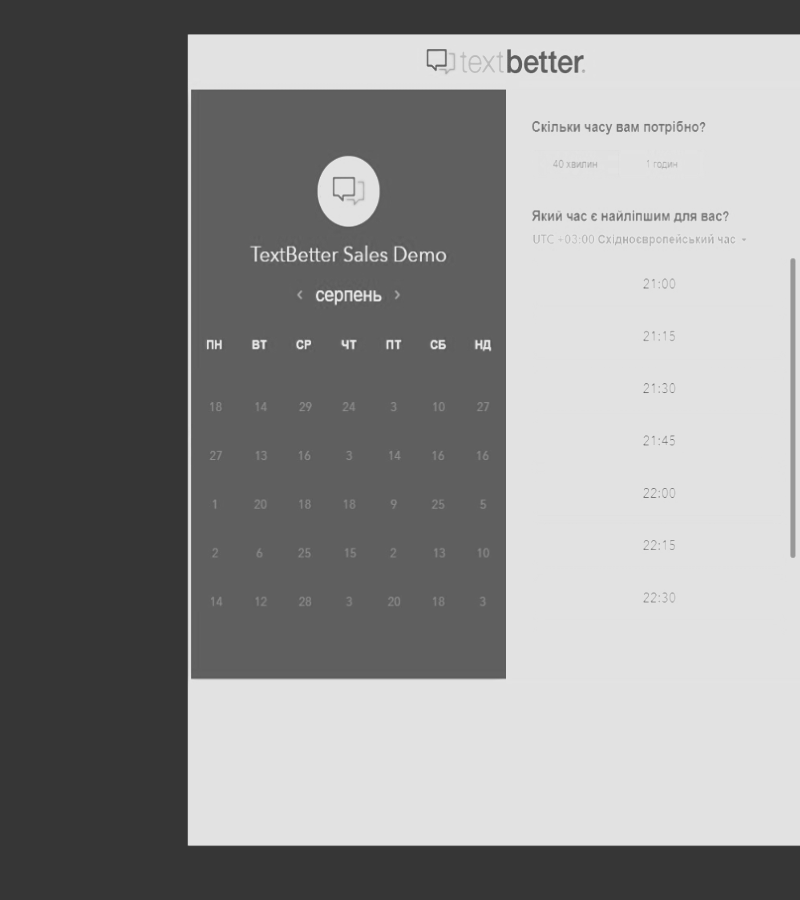 textbetter.
TextBetter Sales Demo
‹ серпень ›
ПН ВТ СР ЧТ ПТ СБ НД
18 14 29 24 3 10 27
27 13 16 3 14 16 16
1 20 18 18 9 25 5
2 6 25 15 2 13 10
14 12 28 3 20 18 3
Скільки часу вам потрібно?
40 хвилин 1 годин
Який час є найліпшим для вас?
UTC +03:00 Східноєвропейський час
21:00
21:15
21:30
21:45
22:00
22:15
22:30